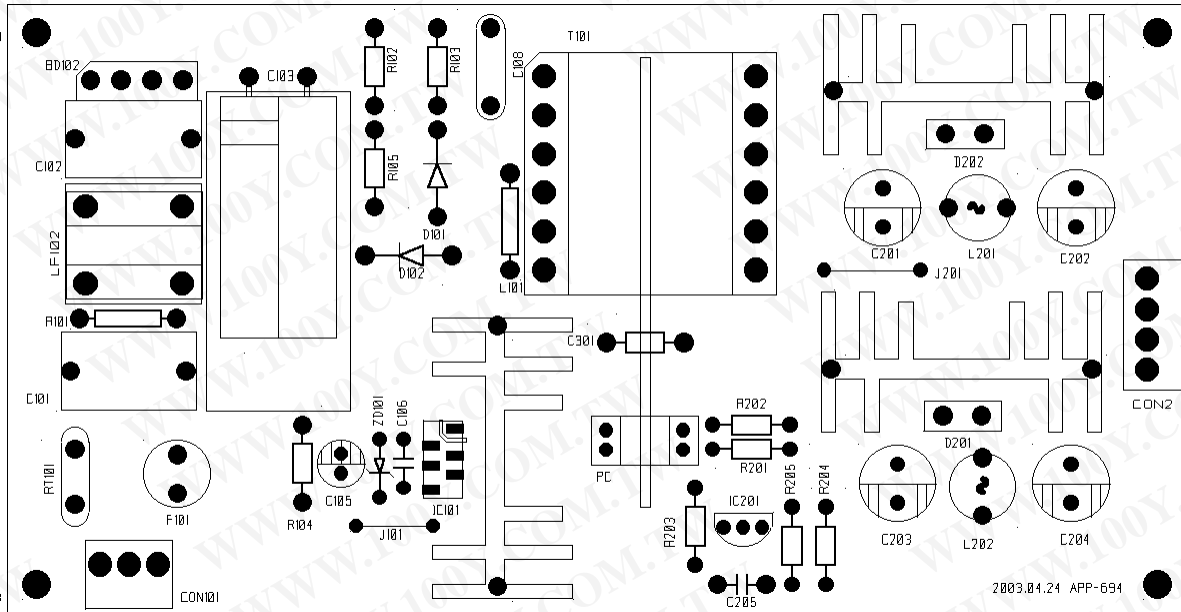 T101
BD102
C103
R102
R103
C108
C102
R105
D202
LF102
D101
D102
L101
C201
L201
C202
J201
R101
C301
C101
CON2
ZD101
C106
R202
D201
R201
RT101
F101
C105
R104
IC101
J101
PC
R205
R204
IC201
R203
C203
L202
C204
C205
CON101
2003.04.24 APP-694
WWW.100Y.COM.TW